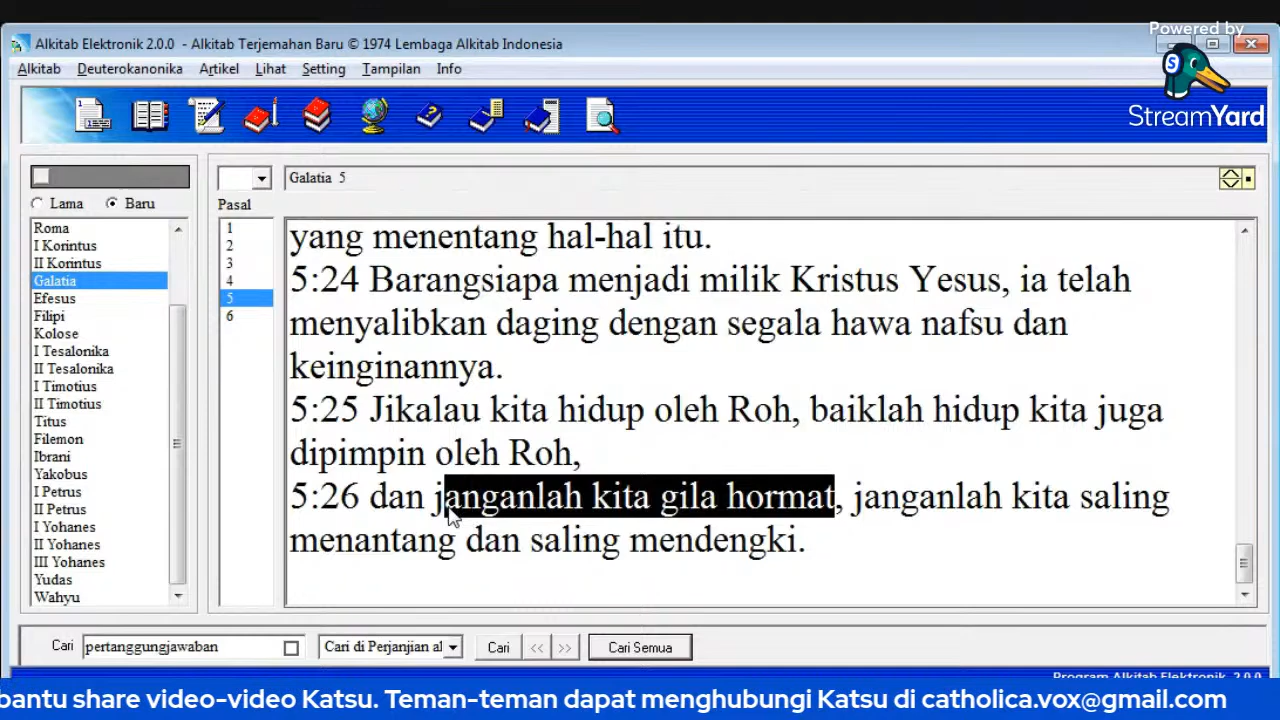 Powered by
StreamYard
Alkitab Elektronik 2.0.0 - Alkitab Terjemahan Baru © 1974 Lembaga Alkitab Indonesia
Alkitab Deuterokanonika Artikel Lihat Setting Tampilan Info
Galatia 5
Lama Baru
Pasal
Roma
I Korintus
II Korintus
Galatia
Efesus
Filipi
Kolose
I Tesalonika
II Tesalonika
I Timotius
II Timotius
Titus
Filemon
Ibrani
Yakobus
I Petrus
II Petrus
I Yohanes
II Yohanes
III Yohanes
Yudas
Wahyu
1
2
3
4
5
6
yang menentang hal-hal itu.
5:24 Barangsiapa menjadi milik Kristus Yesus, ia telah
menyalibkan daging dengan segala hawa nafsu dan
keinginannya.
5:25 Jikalau kita hidup oleh Roh, baiklah hidup kita juga
dipimpin oleh Roh,
5:26 dan janganlah kita gila hormat, janganlah kita saling
menantang dan saling mendengki.
Cari pertanggungjawaban Cari di Perjanjian al Cari << >> Cari Semua
Program Alkitab Elektronik 2.0.0
bantu share video-video Katsu. Teman-teman dapat menghubungi Katsu di catholica.vox@gmail.com